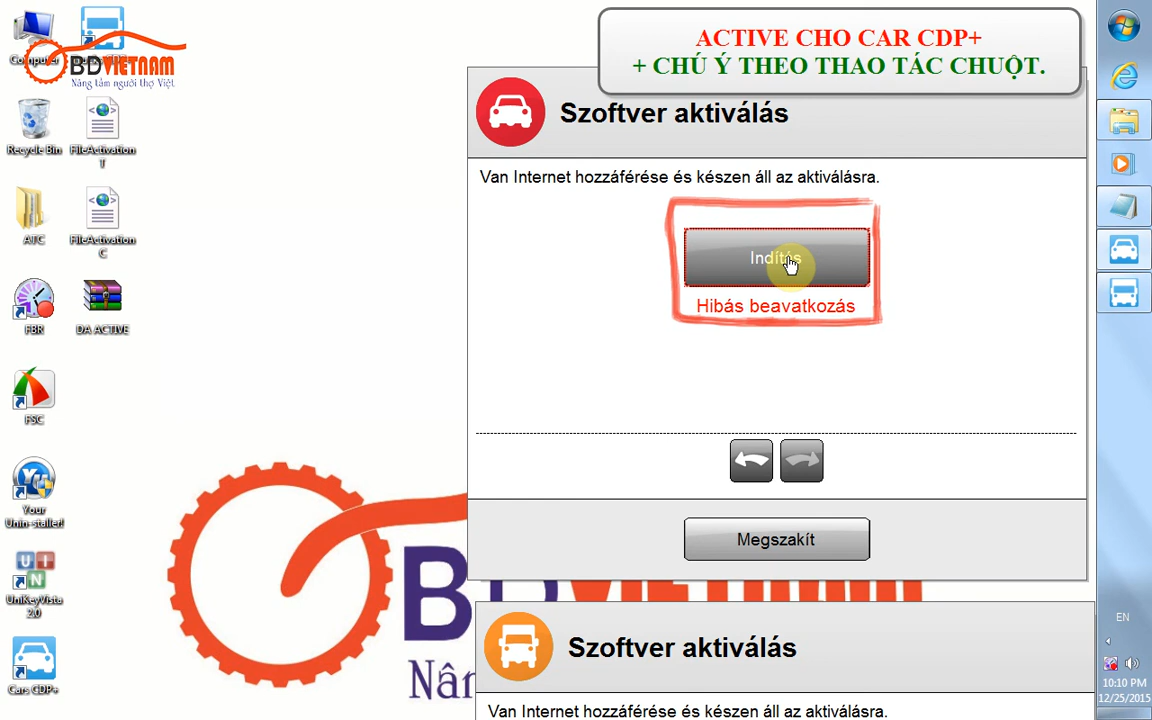 ACTIVE CHO CAR CDP+
+ CHÚ Ý THEO THAO TÁC CHUỘT.
Computer
BDVIETNAM
Nâng tầm người thợ Việt
Szoftver aktiválás
Van Internet hozzáférése és készen áll az aktiválásra.
Recycle Bin
FileActivation
T
ATC
FileActivation
C
Indítás
Hibás beavatkozás
FBR
DA ACTIVE
FSC
Your
Unin-staller!
Megszakít
UniKeyVista
2.0
BDVIETNAM
Nân
Cars CDP+
Szoftver aktiválás
Van Internet hozzáférése és készen áll az aktiválásra.
EN
10:10 PM
12/25/2015